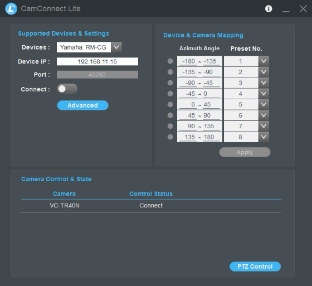 CamConnect Lite
Supported Devices & Settings
Devices : Yamaha RM-CG
Device IP : 192.168.11.15
Port :
Connect :
Advanced
Device & Camera Mapping
Azimuth Angle Preset No.
-180 ~ -135 1
-135 ~ -90 2
-90 ~ -45 3
-45 ~ 0 4
0 ~ 45 5
45 ~ 90 6
90 ~ 135 7
135 ~ 180 8
Apply
Camera Control & State
Camera Control Status
VC-TR40N Connect
PTZ Control